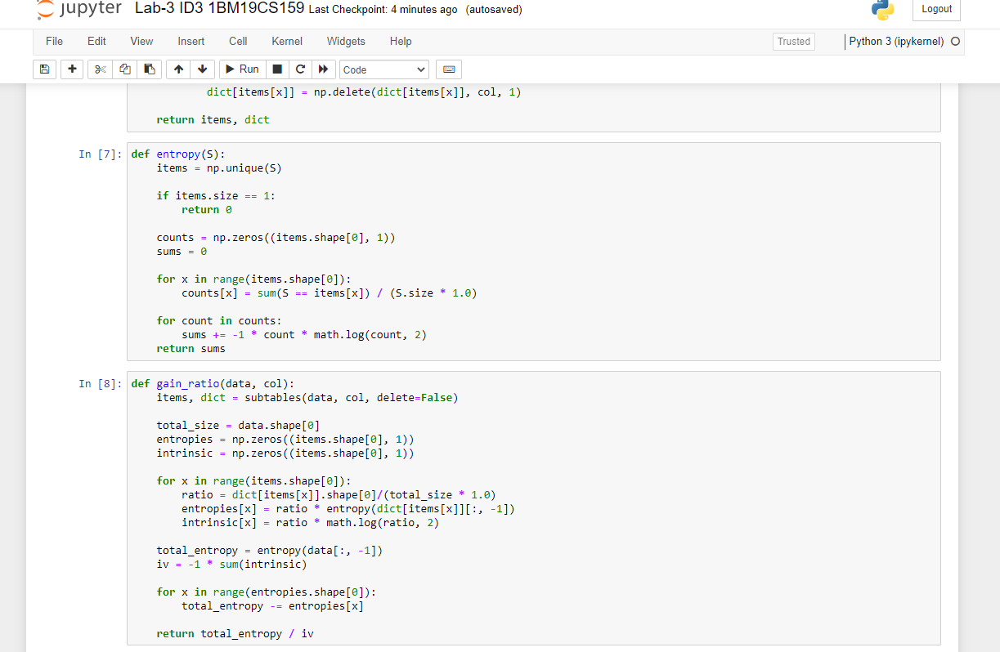 jupyter Lab-3 ID3 1BM19CS159 Last Checkpoint: 4 minutes ago (autosaved) Logout
File Edit View Insert Cell Kernel Widgets Help Trusted Python 3 (ipykernel)
Run Code
dict[items[x]] = np.delete(dict[items[x]], col, 1)
return items, dict
In [7]: def entropy(S):
items = np.unique(S)
if items.size == 1:
return 0
counts = np.zeros((items.shape[0], 1))
sums = 0
for x in range(items.shape[0]):
counts[x] = sum(S == items[x]) / (S.size * 1.0)
for count in counts:
sums += -1 * count * math.log(count, 2)
return sums
In [8]: def gain_ratio(data, col):
items, dict = subtables(data, col, delete=False)
total_size = data.shape[0]
entropies = np.zeros((items.shape[0], 1))
intrinsic = np.zeros((items.shape[0], 1))
for x in range(items.shape[0]):
ratio = dict[items[x]].shape[0]/(total_size * 1.0)
entropies[x] = ratio * entropy(dict[items[x]][:, -1])
intrinsic[x] = ratio * math.log(ratio, 2)
total_entropy = entropy(data[:, -1])
iv = -1 * sum(intrinsic)
for x in range(entropies.shape[0]):
total_entropy -= entropies[x]
return total_entropy / iv